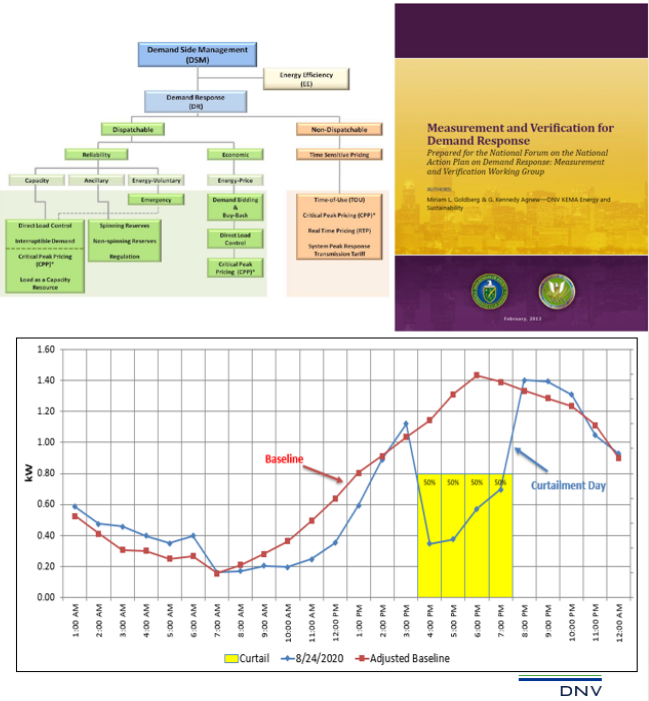 Demand Side Management
(DSM)
Energy Efficiency
(EE)
Demand Response
(DR)
Dispatchable
Non-Dispatchable
Reliability
Economic
Time Sensitive Pricing
Capacity
Ancillary
Energy-Voluntary
Energy-Price
Emergency
Direct Load Control
Interruptible Demand
Critical Peak Pricing
(CPP)*
Load as a Capacity
Resource
Spinning Reserves
Non-spinning Reserves
Regulation
Demand Bidding
&
Buy-Back
Direct Load
Control
Critical Peak
Pricing (CPP)*
Time-of-Use (TOU)
Critical Peak Pricing (CPP)*
Real Time Pricing (RTP)
System Peak Response
Transmission Tariff
Measurement and Verification for
Demand Response
Prepared for the National Forum on the National
Action Plan on Demand Response: Measurement
and Verification Working Group
AUTHORS:
Miriam L. Goldberg & G. Kennedy Agnew—DNV KEMA Energy and
Sustainability
kW
1.60
1.40
1.20
1.00
0.80
0.60
0.40
0.20
0.00
Baseline
50%
50%
50%
50%
Curtailment Day
1:00 AM
2:00 AM
3:00 AM
4:00 AM
5:00 AM
6:00 AM
7:00 AM
8:00 AM
9:00 AM
10:00 AM
11:00 AM
12:00 PM
1:00 PM
2:00 PM
3:00 PM
4:00 PM
5:00 PM
6:00 PM
7:00 PM
8:00 PM
9:00 PM
10:00 PM
11:00 PM
12:00 AM
Curtail
8/24/2020
Adjusted Baseline
DNV